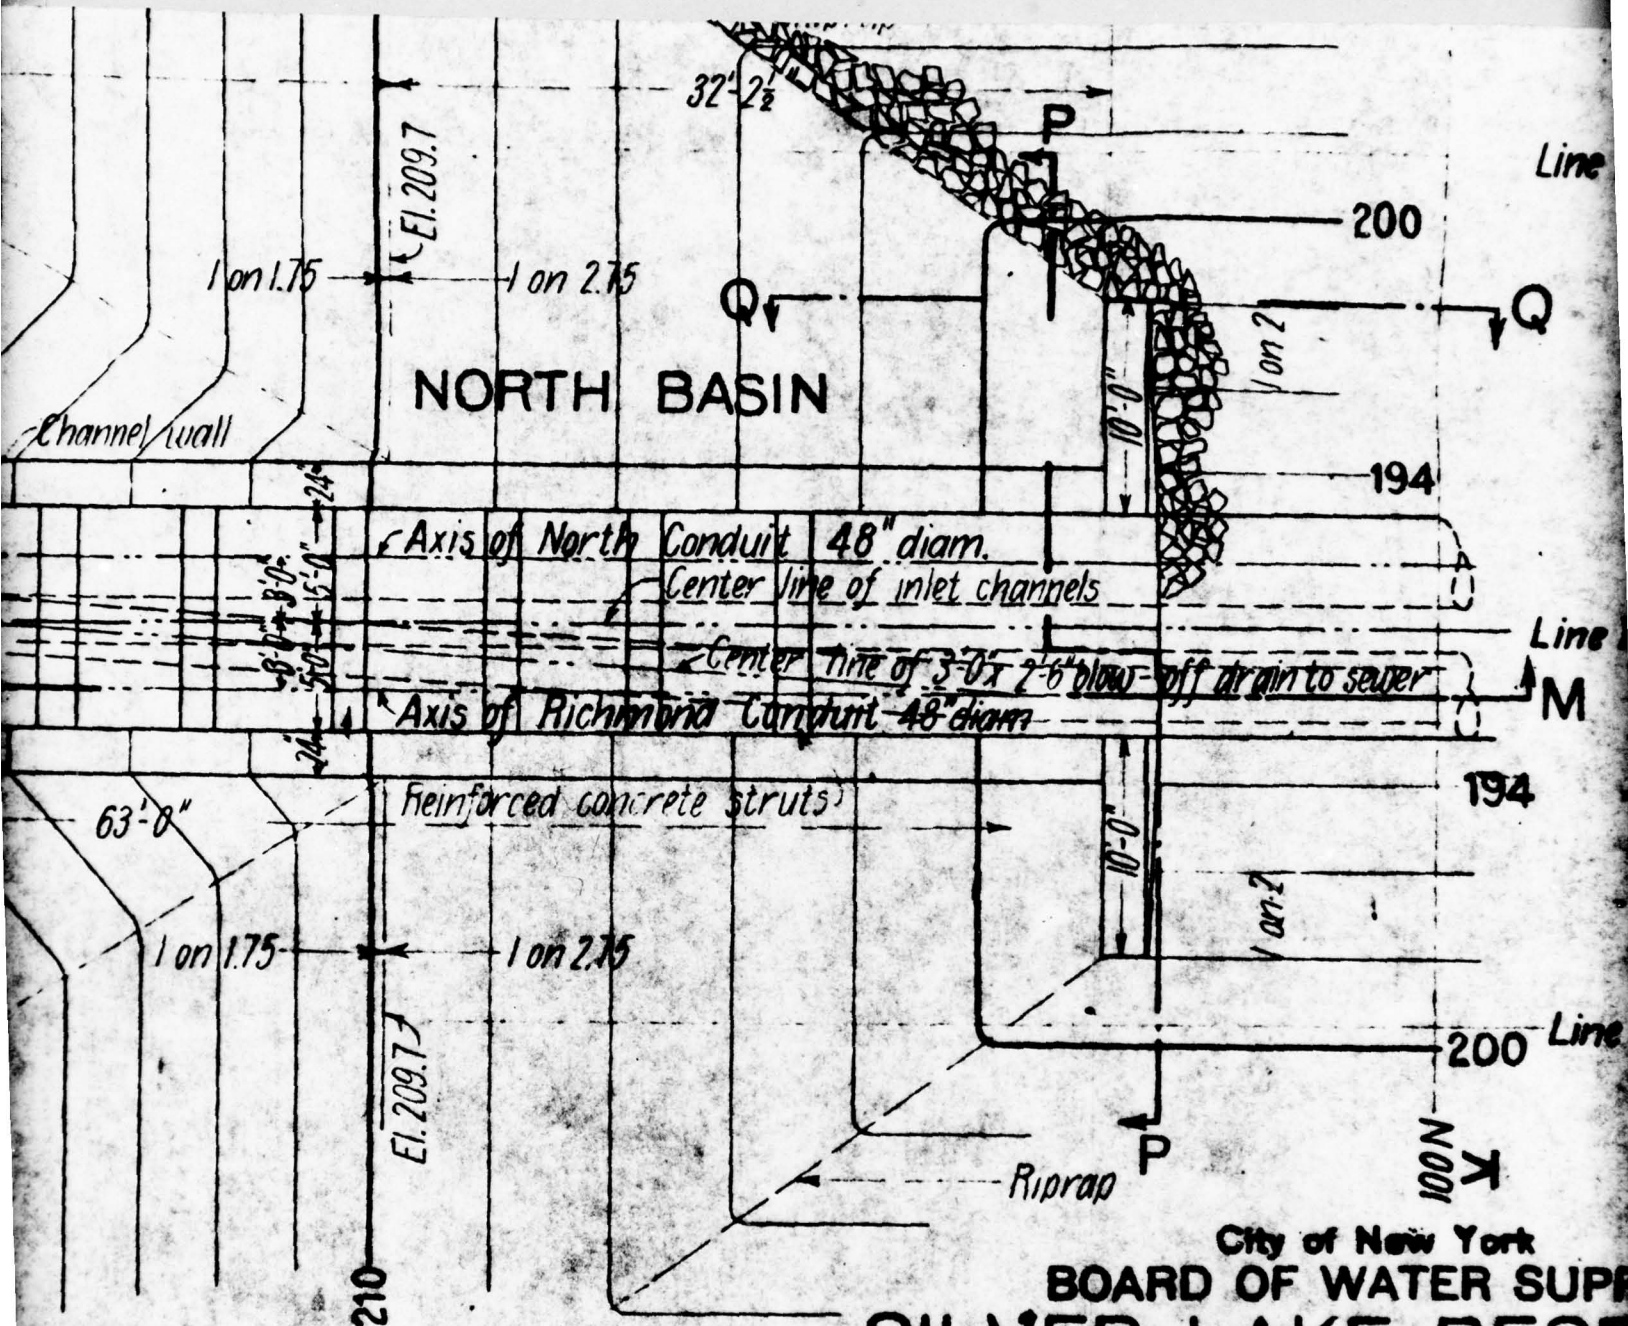 32'-2½"
P
El. 209.7
Line
200
1 on 1.75
1 on 2.75
Q
Q
1 on 2
NORTH BASIN
10'-0"
Channel wall
24"
194
Axis of North Conduit 48" diam.
3'-0"
15'-0"
Center line of inlet channels
Line
Center line of 3'-0" x 2'-6" blow-off drain to sewer
M
Axis of Richmond Conduit 48" diam
24"
Reinforced concrete struts
194
63'-0"
10'-0"
1 on 2
1 on 1.75
1 on 2.75
El. 209.7
200
Line
P
100N
K
Riprap
210
City of New York
BOARD OF WATER SUPP